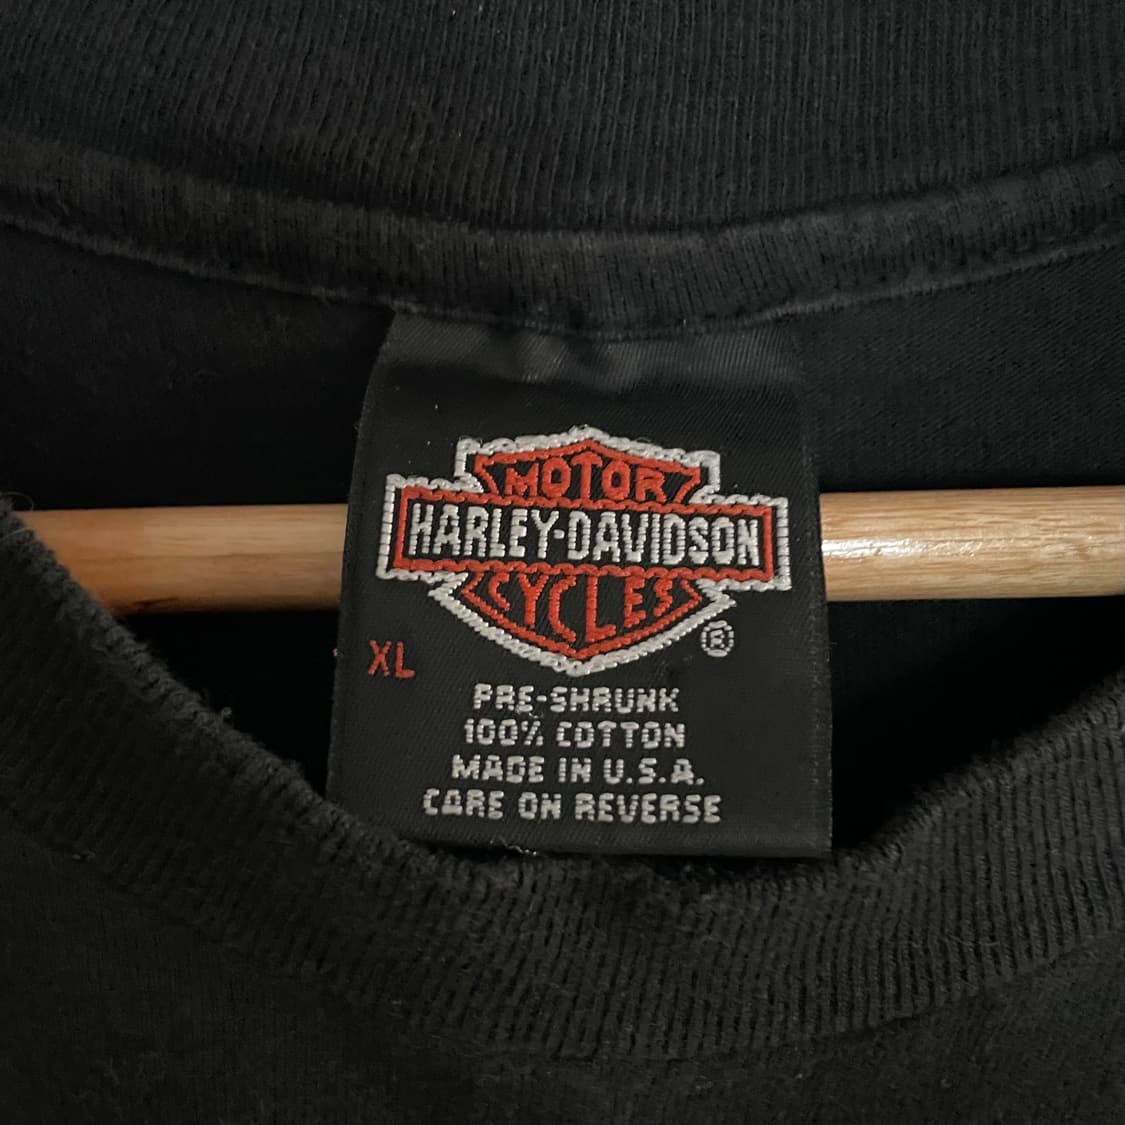 MOTOR
HARLEY-DAVIDSON
CYCLES
®
XL
PRE-SHRUNK
100% COTTON
MADE IN U.S.A.
CARE ON REVERSE